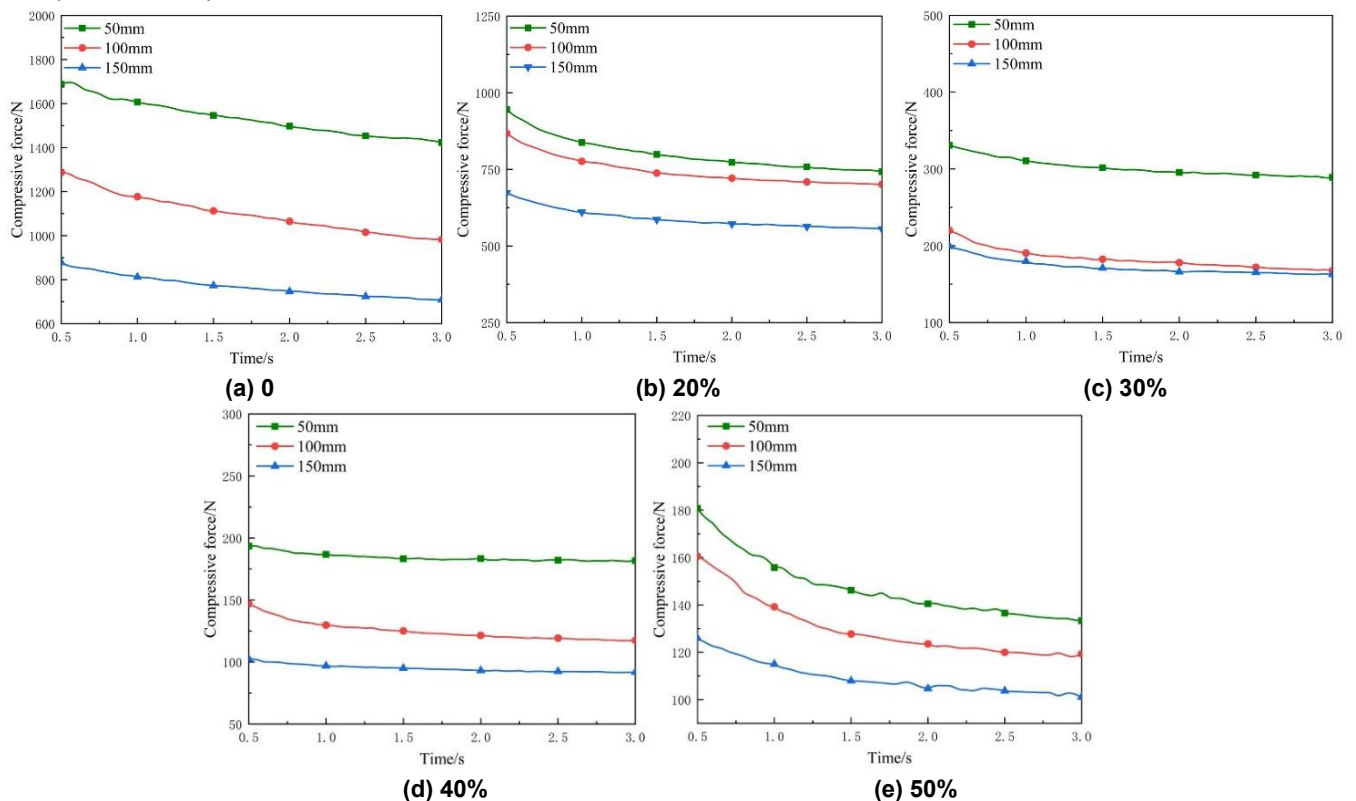 2000
1800
1600
1400
1200
1000
800
600
Compressive force/N
50mm
100mm
150mm
0.5
1.0
1.5
2.0
2.5
3.0
Time/s
(a) 0
1250
1000
750
500
250
Compressive force/N
50mm
100mm
150mm
0.5
1.0
1.5
2.0
2.5
3.0
Time/s
(b) 20%
500
400
300
200
100
Compressive force/N
50mm
100mm
150mm
0.5
1.0
1.5
2.0
2.5
3.0
Time/s
(c) 30%
300
250
200
150
100
50
Compressive force/N
50mm
100mm
150mm
0.5
1.0
1.5
2.0
2.5
3.0
Time/s
(d) 40%
220
200
180
160
140
120
100
Compressive force/N
50mm
100mm
150mm
0.5
1.0
1.5
2.0
2.5
3.0
Time/s
(e) 50%